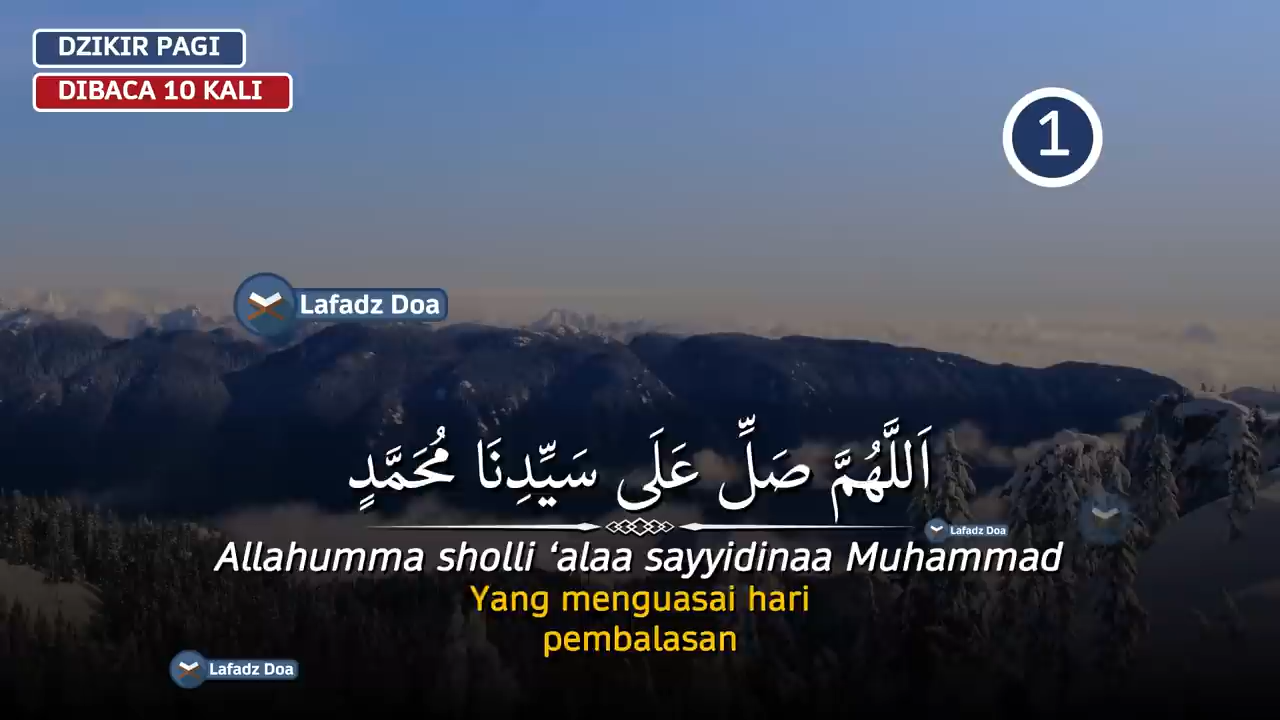 DZIKIR PAGI
DIBACA 10 KALI
1
Lafadz Doa
اَللَّهُمَّ صَلِّ عَلَى سَيِّدِنَا مُحَمَّدٍ
Lafadz Doa
Allahumma sholli ‘alaa sayyidinaa Muhammad
Yang menguasai hari
pembalasan
Lafadz Doa